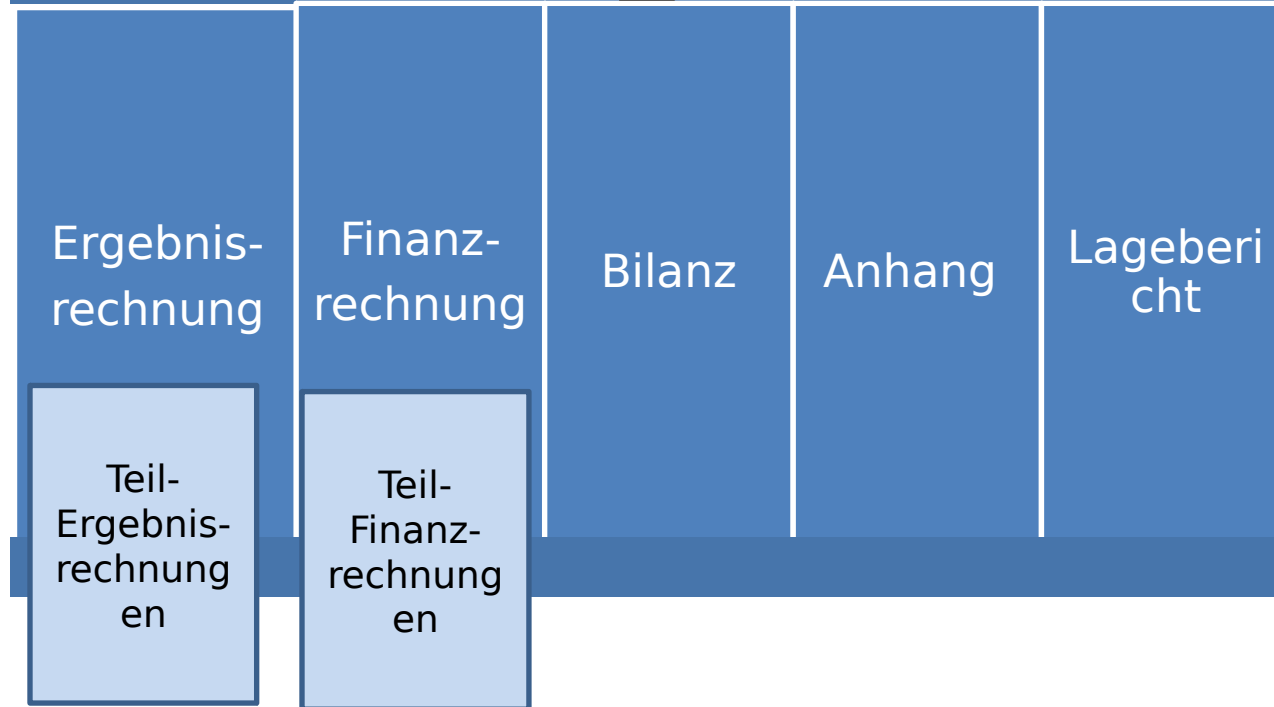 Ergebnis-
rechnung
Finanz-
rechnung
Bilanz
Anhang
Lageberi
cht
Teil-
Ergebnis-
rechnung
en
Teil-
Finanz-
rechnung
en